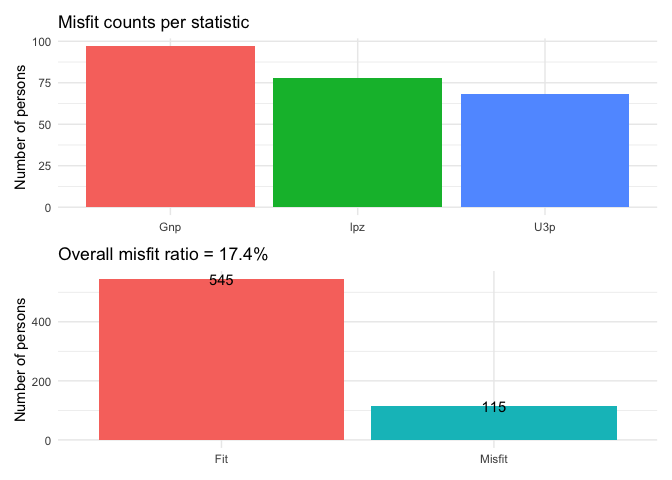 Misfit counts per statistic
Number of persons
100
75
50
25
0
Gnp
lpz
U3p
Overall misfit ratio = 17.4%
Number of persons
400
200
0
545
115
Fit
Misfit